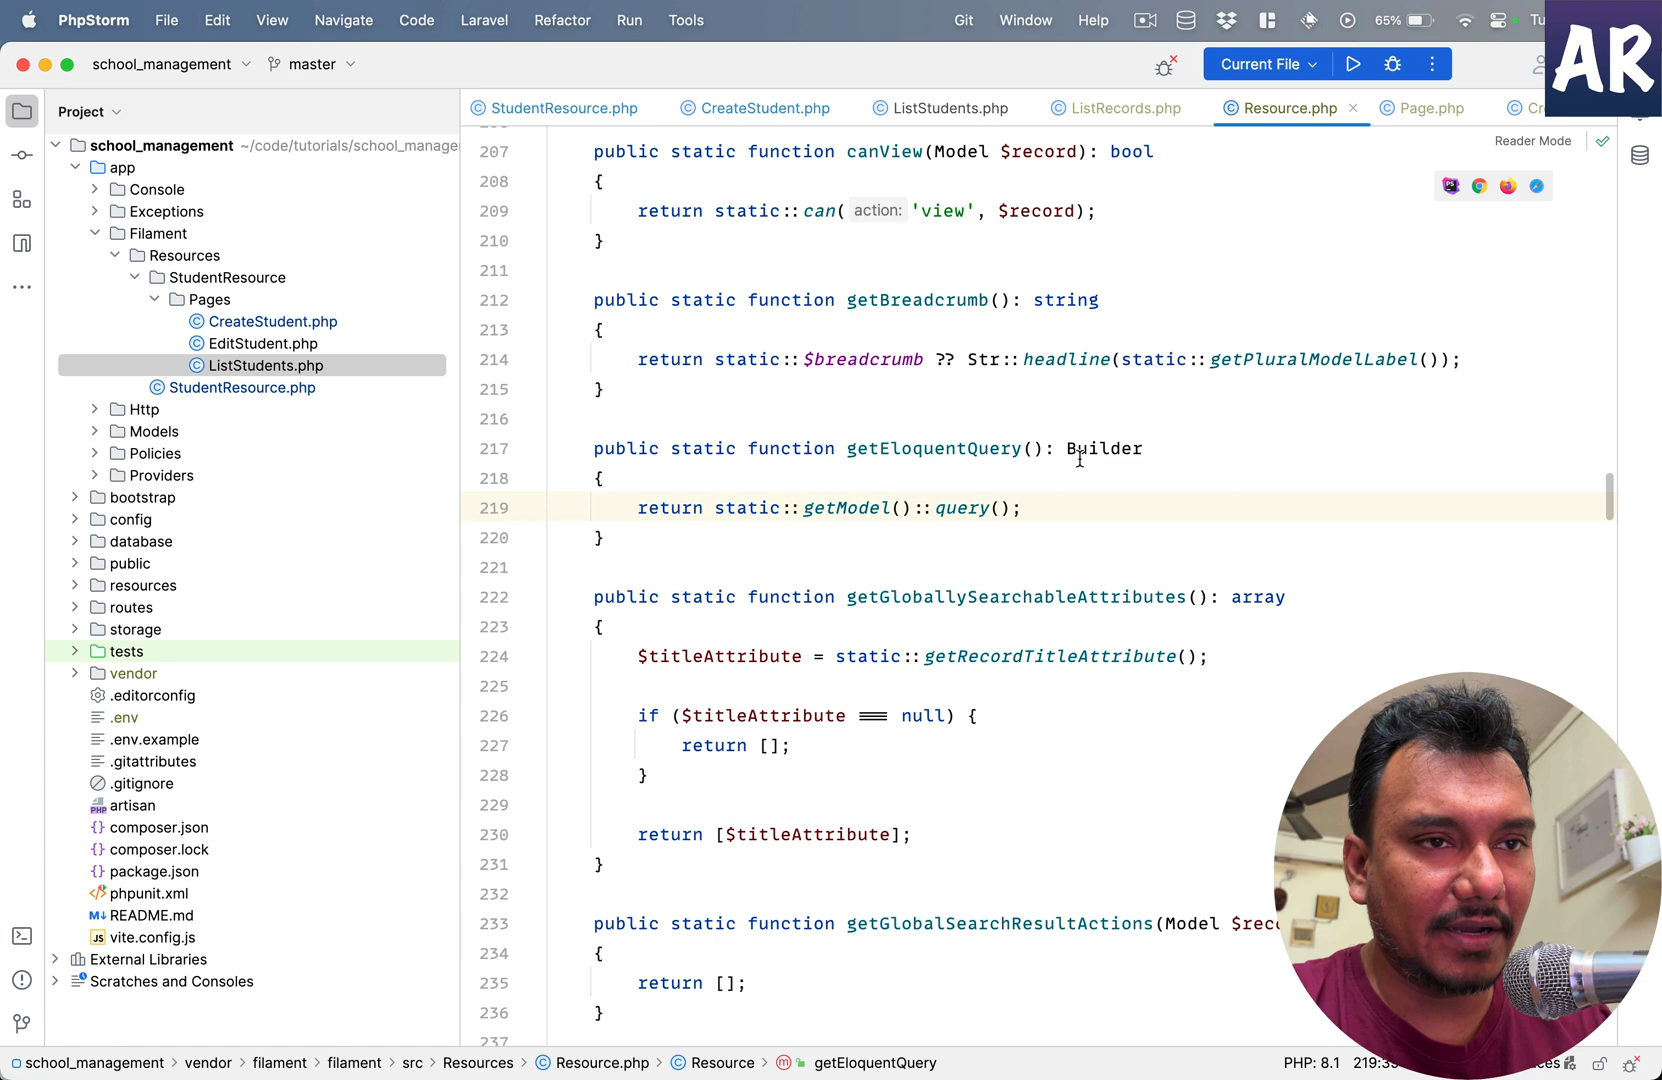 PhpStorm File Edit View Navigate Code Laravel Refactor Run Tools Git Window Help 65% Tu
AR
school_management master Current File
Project
StudentResource.php CreateStudent.php ListStudents.php ListRecords.php Resource.php Page.php
Reader Mode
school_management ~/code/tutorials/school_manage
app
Console
Exceptions
Filament
Resources
StudentResource
Pages
CreateStudent.php
EditStudent.php
ListStudents.php
StudentResource.php
Http
Models
Policies
Providers
bootstrap
config
database
public
resources
routes
storage
tests
vendor
.editorconfig
.env
.env.example
.gitattributes
.gitignore
artisan
composer.json
composer.lock
package.json
phpunit.xml
README.md
vite.config.js
External Libraries
Scratches and Consoles
207 public static function canView(Model $record): bool
208 {
209 return static::can( action: 'view', $record);
210 }
211
212 public static function getBreadcrumb(): string
213 {
214 return static::$breadcrumb ?? Str::headline(static::getPluralModelLabel());
215 }
216
217 public static function getEloquentQuery(): Builder
218 {
219 return static::getModel()::query();
220 }
221
222 public static function getGloballySearchableAttributes(): array
223 {
224 $titleAttribute = static::getRecordTitleAttribute();
225
226 if ($titleAttribute === null) {
227 return [];
228 }
229
230 return [$titleAttribute];
231 }
232
233 public static function getGlobalSearchResultActions(Model $rec
234 {
235 return [];
236 }
237
school_management > vendor > filament > filament > src > Resources > Resource.php > Resource > getEloquentQuery PHP: 8.1